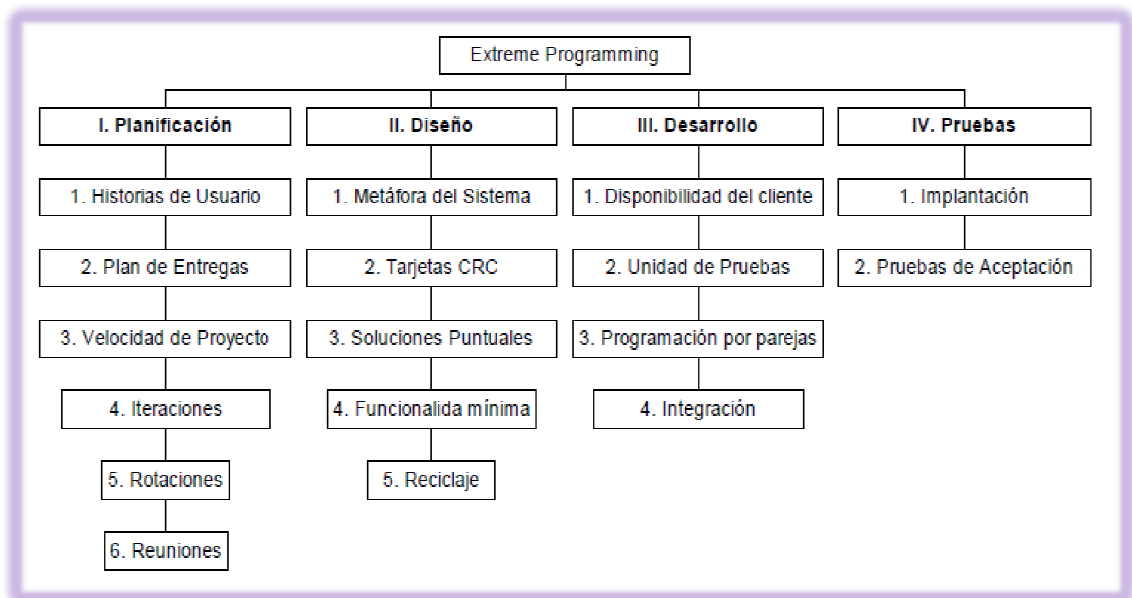 Extreme Programming
I. Planificación
1. Historias de Usuario
2. Plan de Entregas
3. Velocidad de Proyecto
4. Iteraciones
5. Rotaciones
6. Reuniones
II. Diseño
1. Metáfora del Sistema
2. Tarjetas CRC
3. Soluciones Puntuales
4. Funcionalida mínima
5. Reciclaje
III. Desarrollo
1. Disponibilidad del cliente
2. Unidad de Pruebas
3. Programación por parejas
4. Integración
IV. Pruebas
1. Implantación
2. Pruebas de Aceptación